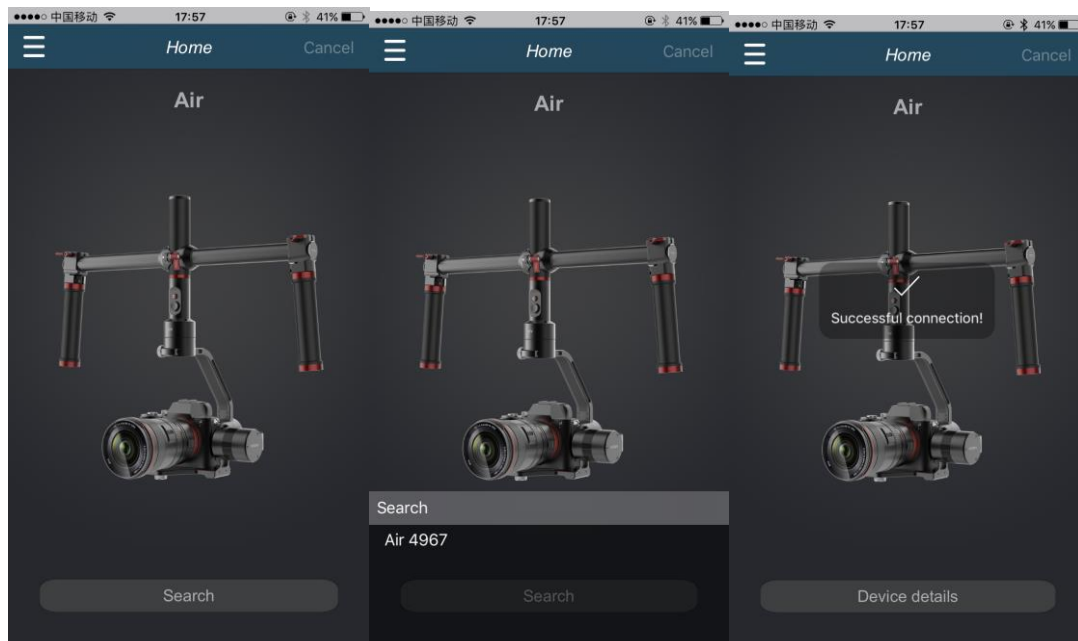 中国移动 17:57 41%
Home Cancel
Air
Search
中国移动 17:57 41%
Home Cancel
Air
Search
Air 4967
Search
中国移动 17:57 41%
Home Cancel
Air
Successful connection!
Device details